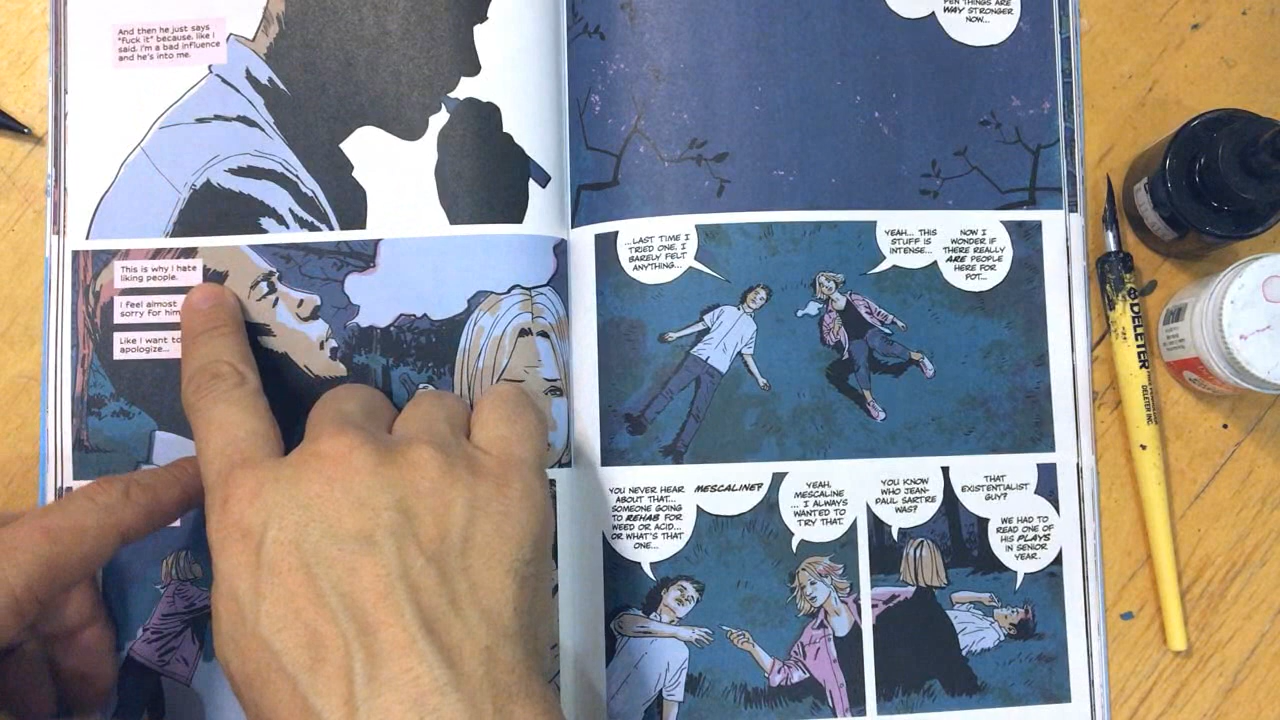 And then he just says
"fuck it" because, like I
said, I'm a bad influence
and he's into me.
This is why I hate
liking people.
I feel almost
sorry for him
Like I want to
apologize...
PEN THINGS ARE
WAY STRONGER
NOW...
...LAST TIME I
TRIED ONE, I
BARELY FELT
ANYTHING...
YEAH... THIS
STUFF IS
INTENSE...
NOW I
WONDER IF
THERE REALLY
ARE PEOPLE
HERE FOR
POT...
YOU NEVER HEAR
ABOUT THAT...
SOMEONE GOING
TO REHAB FOR
WEED OR ACID...
OR WHAT'S THAT
ONE...
MESCALINE?
YEAH,
MESCALINE
... I ALWAYS
WANTED TO
TRY THAT.
YOU KNOW
WHO JEAN-
PAUL SARTRE
WAS?
THAT
EXISTENTIALIST
GUY?
WE HAD TO
READ ONE OF
HIS PLAYS
IN SENIOR
YEAR.
DELETER
DELETER INC.